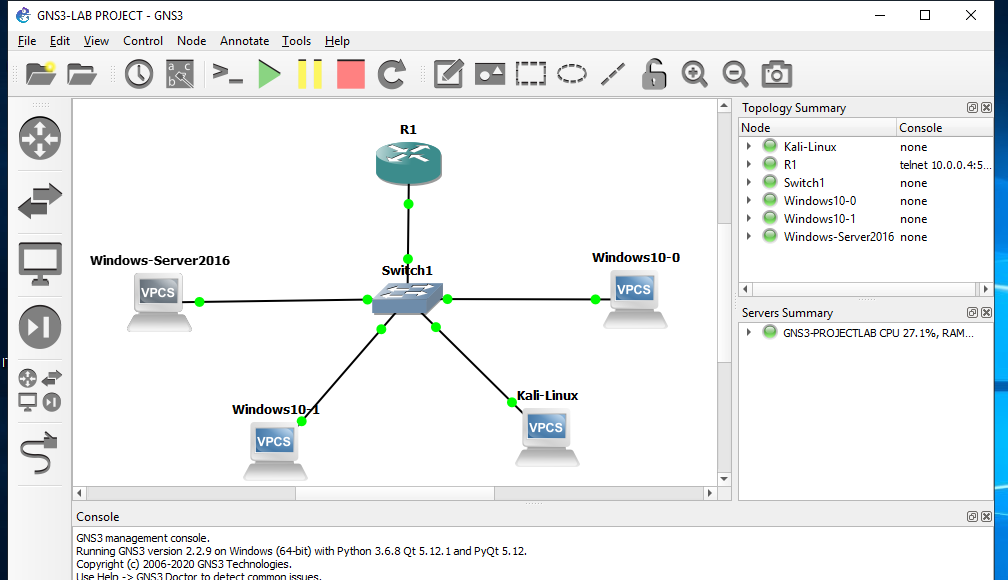 GNS3-LAB PROJECT - GNS3
File Edit View Control Node Annotate Tools Help
Topology Summary
Node Console
Kali-Linux none
R1 telnet 10.0.0.4:5...
Switch1 none
Windows10-0 none
Windows10-1 none
Windows-Server2016 none
Servers Summary
GNS3-PROJECTLAB CPU 27.1%, RAM...
R1
Windows-Server2016
VPCS
Switch1
Windows10-0
VPCS
Windows10-1
VPCS
Kali-Linux
VPCS
Console
GNS3 management console.
Running GNS3 version 2.2.9 on Windows (64-bit) with Python 3.6.8 Qt 5.12.1 and PyQt 5.12.
Copyright (c) 2006-2020 GNS3 Technologies.
Use Help -> GNS3 Doctor to detect common issues.